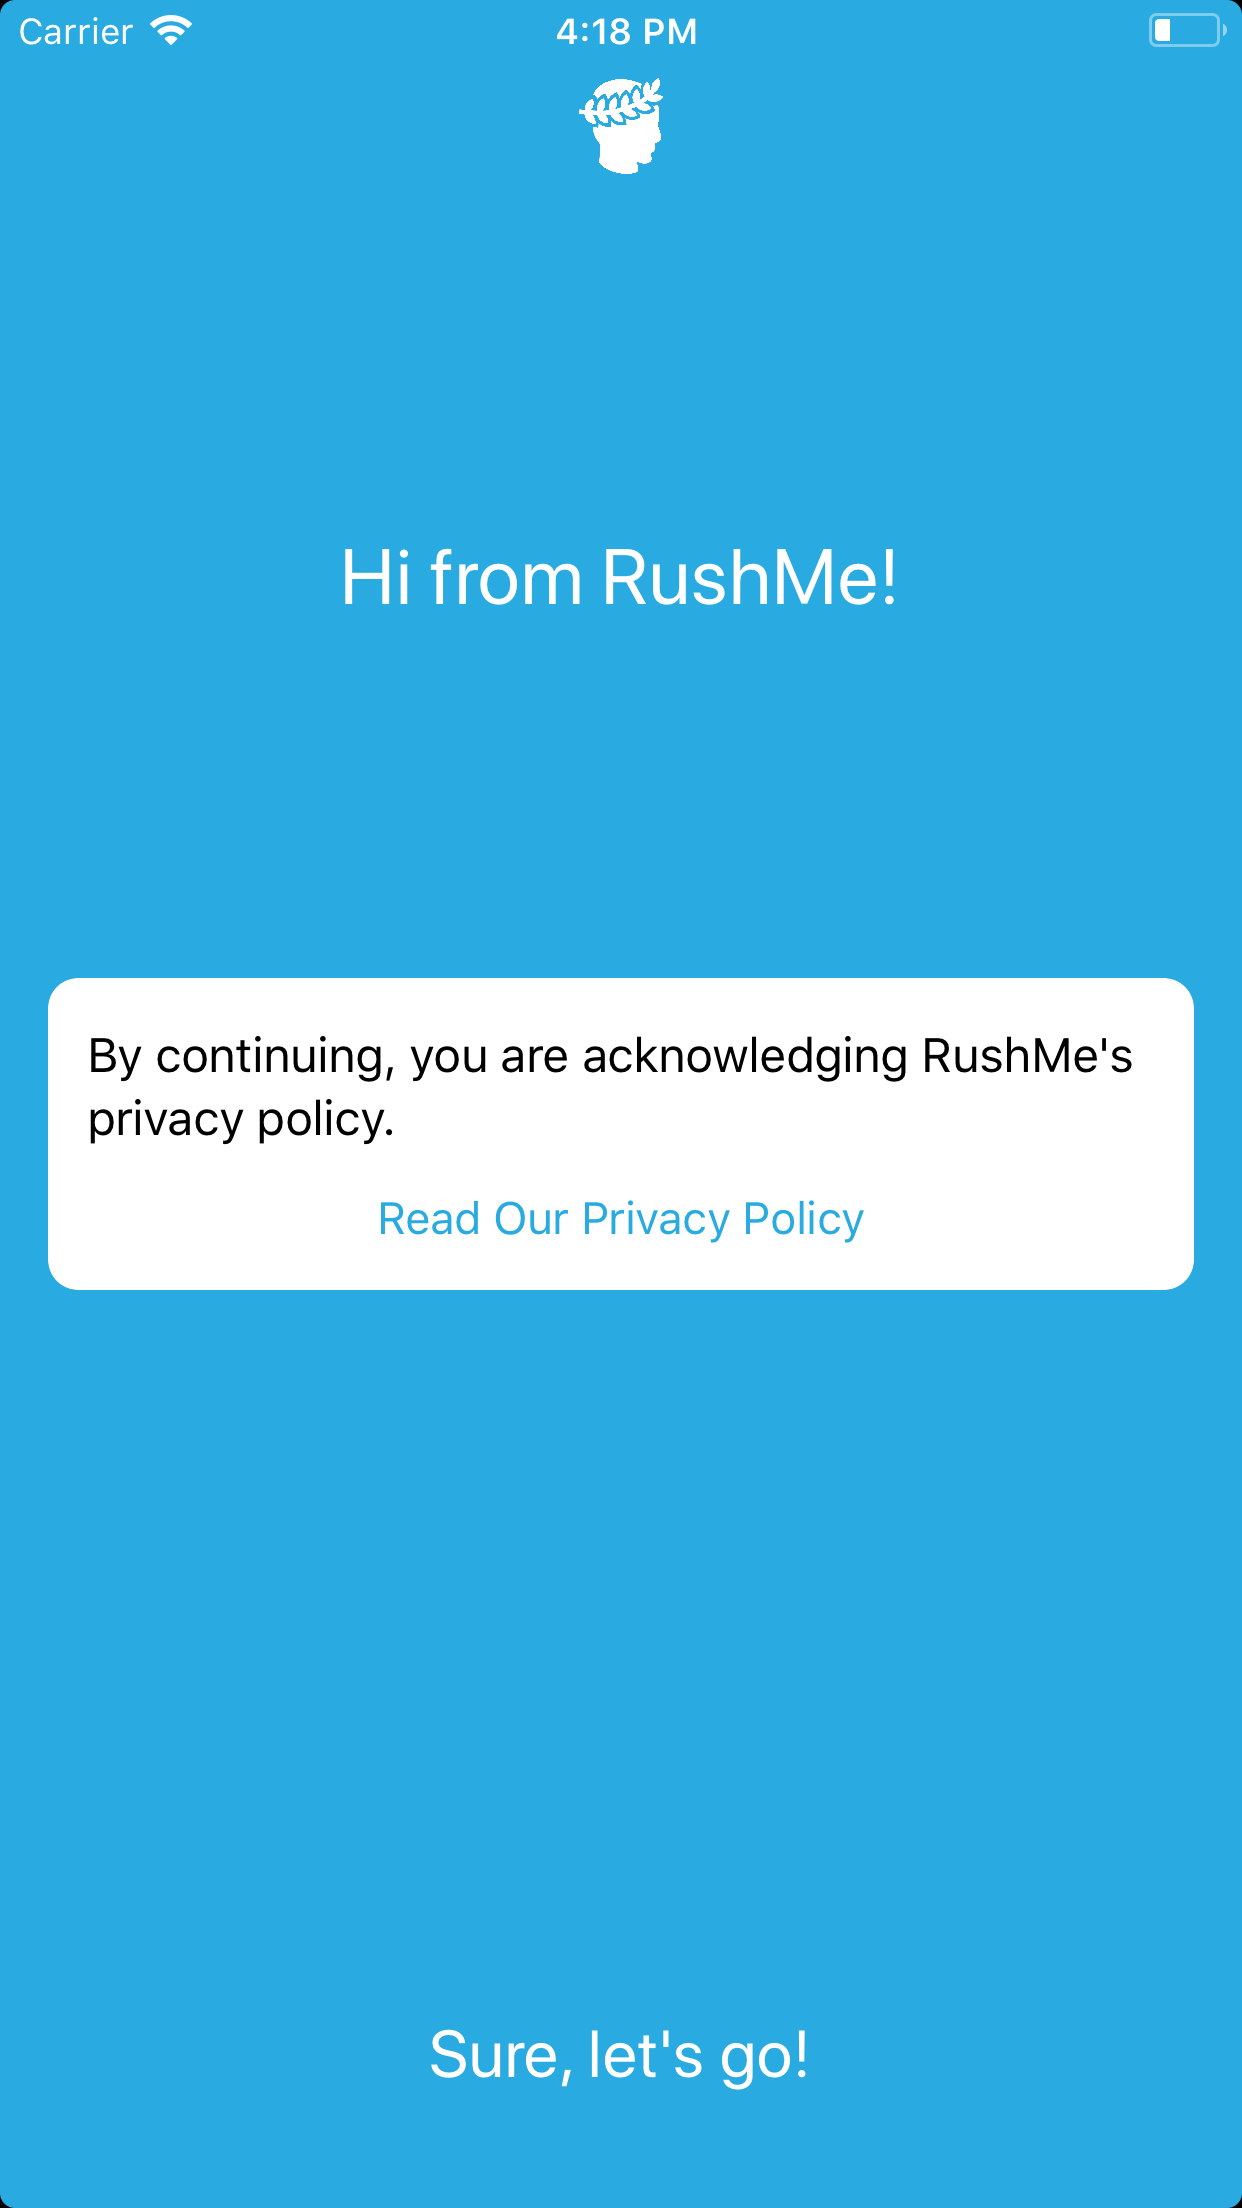 Carrier 4:18 PM
Hi from RushMe!
By continuing, you are acknowledging RushMe's
privacy policy.
Read Our Privacy Policy
Sure, let's go!